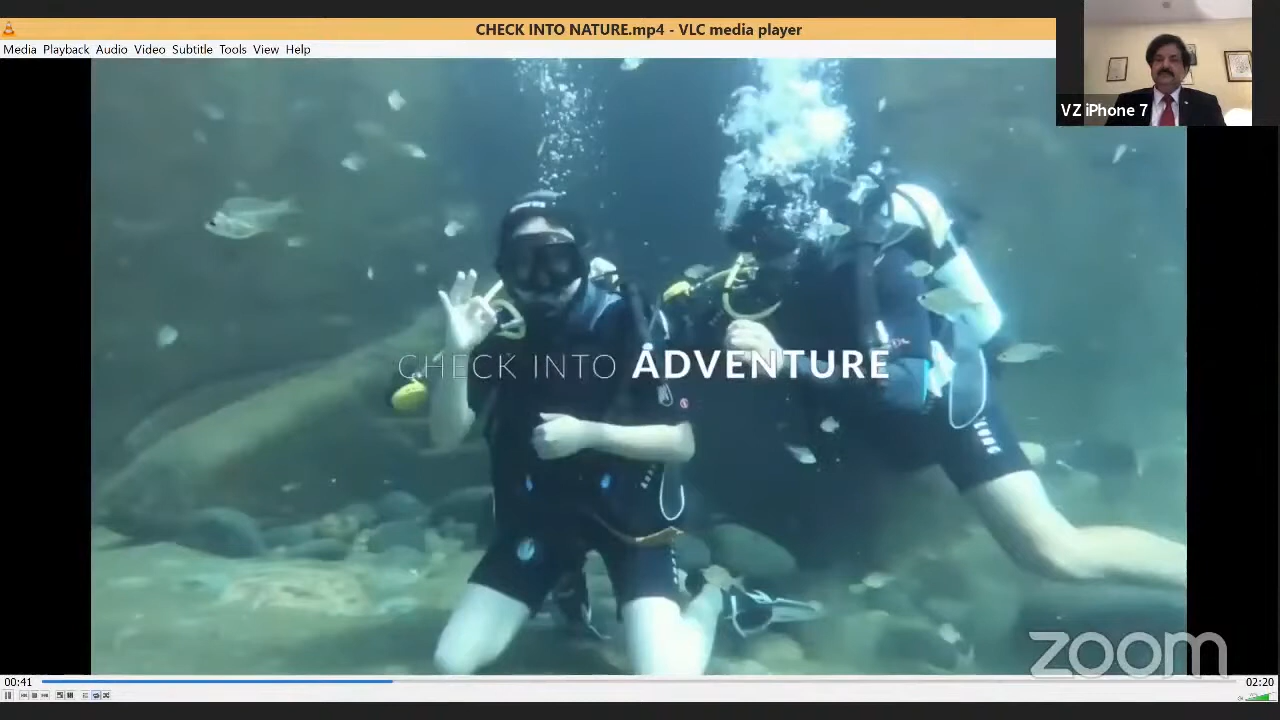 CHECK INTO NATURE.mp4 - VLC media player
Media Playback Audio Video Subtitle Tools View Help
VZ iPhone 7
CHECK INTO ADVENTURE
zoom
00:41
02:20